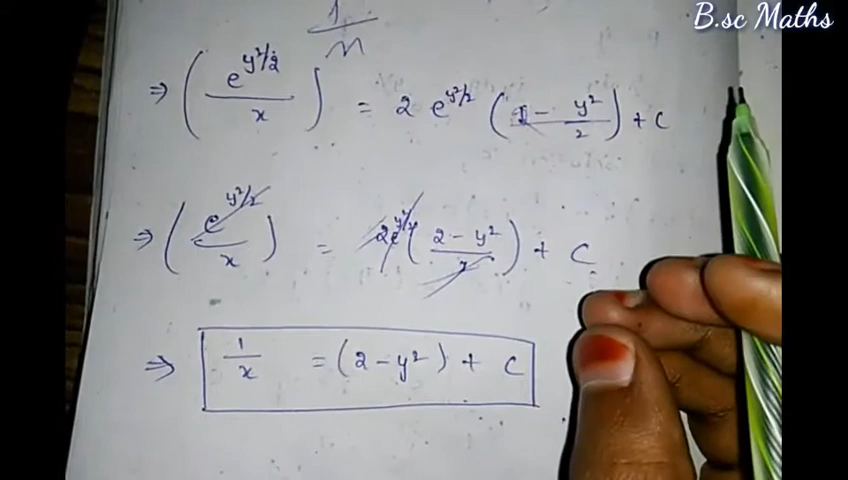 B.sc Maths
1/n
⇒ (e^(y²/2)/x) = 2 e^(y²/2) (1 - y²/2) + c
⇒ (e^(y²/2)/x) = 2e^(y²/2) ((2 - y²)/2) + C
⇒ 1/x = (2 - y²) + C